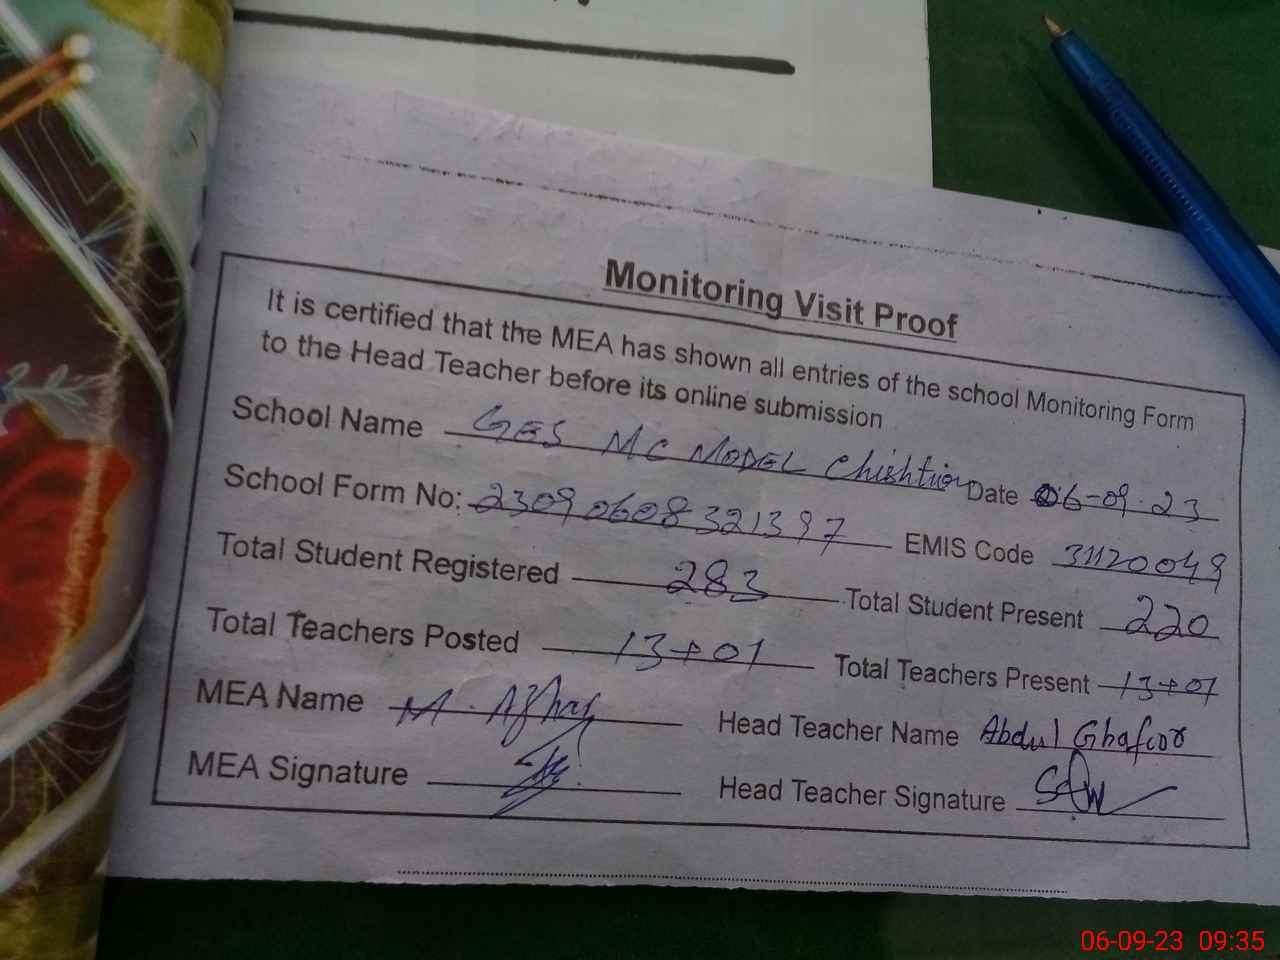 Monitoring Visit Proof
It is certified that the MEA has shown all entries of the school Monitoring Form
to the Head Teacher before its online submission
School Name GES MC MODEL Chishtian Date 06-09-23
School Form No: 23090608321397 EMIS Code 31120049
Total Student Registered 283 Total Student Present 220
Total Teachers Posted 13+01 Total Teachers Present 13+01
MEA Name M. Head Teacher Name Abdul Ghafoor
MEA Signature Head Teacher Signature
06-09-23 09:35